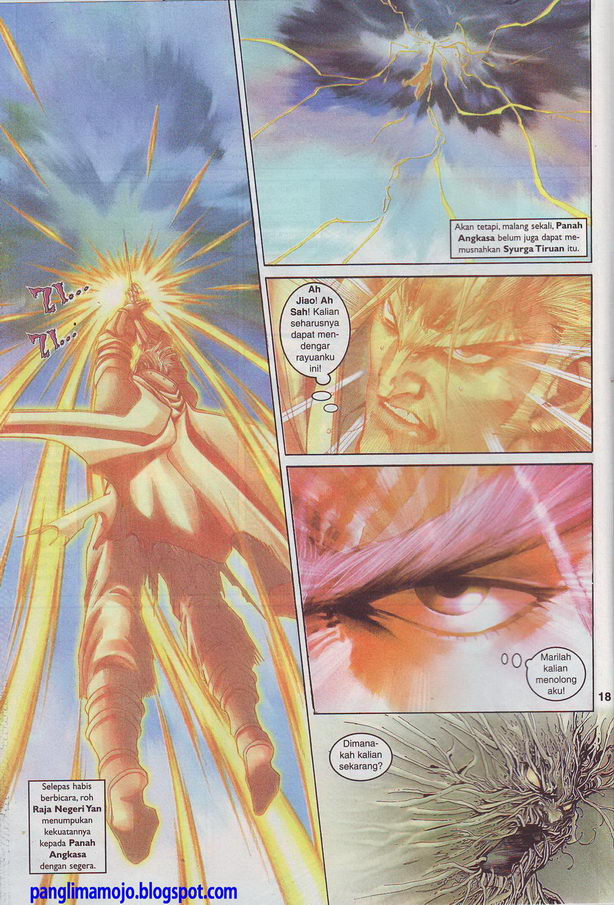 ZI...
ZI...
Selepas habis
berbicara, roh
Raja Negeri Yan
menumpukan
kekuatannya
kepada Panah
Angkasa
dengan segera.
Akan tetapi, malang sekali, Panah
Angkasa belum juga dapat me-
musnahkan Syurga Tiruan itu.
Ah
Jiao! Ah
Sah! Kalian
seharusnya
dapat men-
dengar
rayuanku
ini!
Marilah
kalian
menolong
aku!
18
Dimana-
kah kalian
sekarang?
panglimamojo.blogspot.com